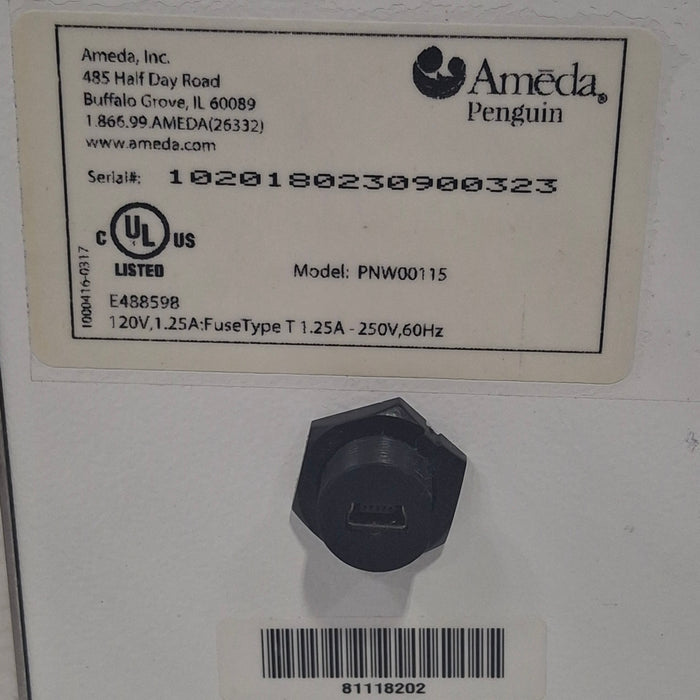 Ameda, Inc.
485 Half Day Road
Buffalo Grove, IL 60089
1.866.99.AMEDA(26332)
www.ameda.com
Amēda®
Penguin
Serial#: 1020180230900323
C UL US
LISTED
Model: PNW00115
E488598
120V,1.25A:FuseType T 1.25A - 250V,60Hz
1000416-0317
81118202